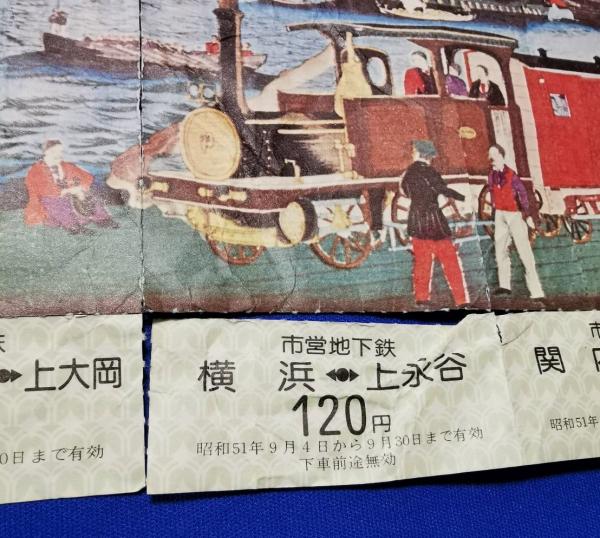 鉄
上大岡
0日まで有効
市営地下鉄
横浜 上永谷
120円
昭和51年9月4日から9月30日まで有効
下車前途無効
市
関
昭和51年